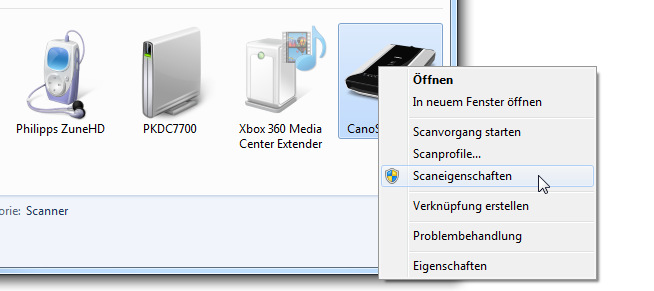 Philipps ZuneHD
PKDC7700
Xbox 360 Media
Center Extender
CanoS
Öffnen
In neuem Fenster öffnen
Scanvorgang starten
Scanprofile...
Scaneigenschaften
Verknüpfung erstellen
Problembehandlung
Eigenschaften
orie: Scanner